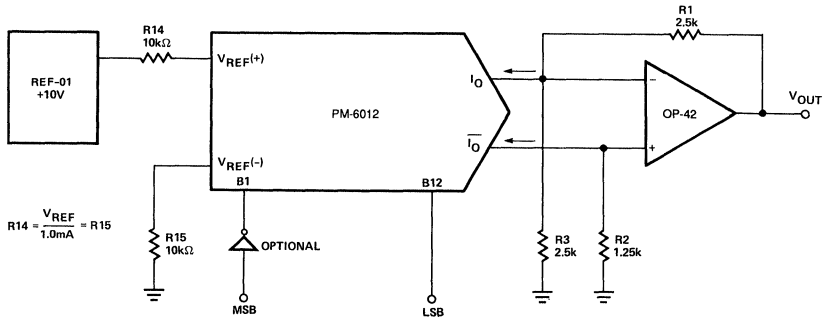 R14
10kΩ
R1
2.5k
REF-01
+10V
VREF(+)
IO
PM-6012
−
OP-42
+
VOUT
IO
VREF(−)
B1
B12
R14 = VREF / 1.0mA = R15
R15
10kΩ
OPTIONAL
R3
2.5k
R2
1.25k
MSB
LSB